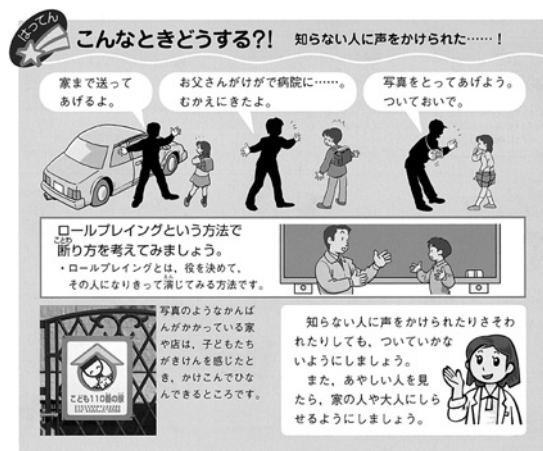 はってん
こんなときどうする?! 知らない人に声をかけられた……！
家まで送って
あげるよ。
お父さんがけがで病院に……。
むかえにきたよ。
写真をとってあげよう。
ついておいで。
ロールプレイングという方法で
断り方を考えてみましょう。
ことわ
・ロールプレイングとは、役を決めて、
その人になりきって演じてみる方法です。
えん
写真のようなかんば
んがかかっている家
や店は、子どもたち
がきけんを感じたと
き、かけこんでひな
んできるところです。
こども110番の家
知らない人に声をかけられたりさそわ
れたりしても、ついていかな
いようにしましょう。
また、あやしい人を見
たら、家の人や大人にしら
せるようにしましょう。